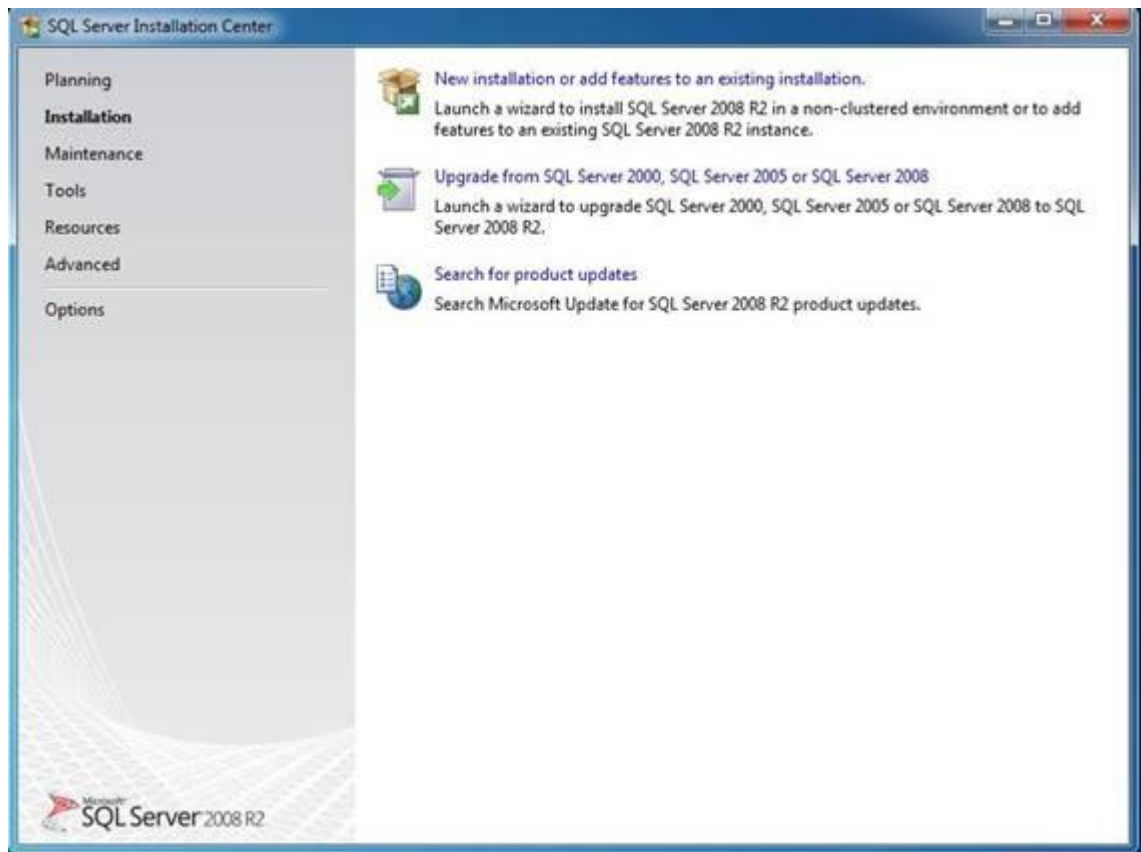 SQL Server Installation Center
Planning
Installation
Maintenance
Tools
Resources
Advanced
Options
New installation or add features to an existing installation.
Launch a wizard to install SQL Server 2008 R2 in a non-clustered environment or to add
features to an existing SQL Server 2008 R2 instance.
Upgrade from SQL Server 2000, SQL Server 2005 or SQL Server 2008
Launch a wizard to upgrade SQL Server 2000, SQL Server 2005 or SQL Server 2008 to SQL
Server 2008 R2.
Search for product updates
Search Microsoft Update for SQL Server 2008 R2 product updates.
Microsoft
SQL Server 2008 R2